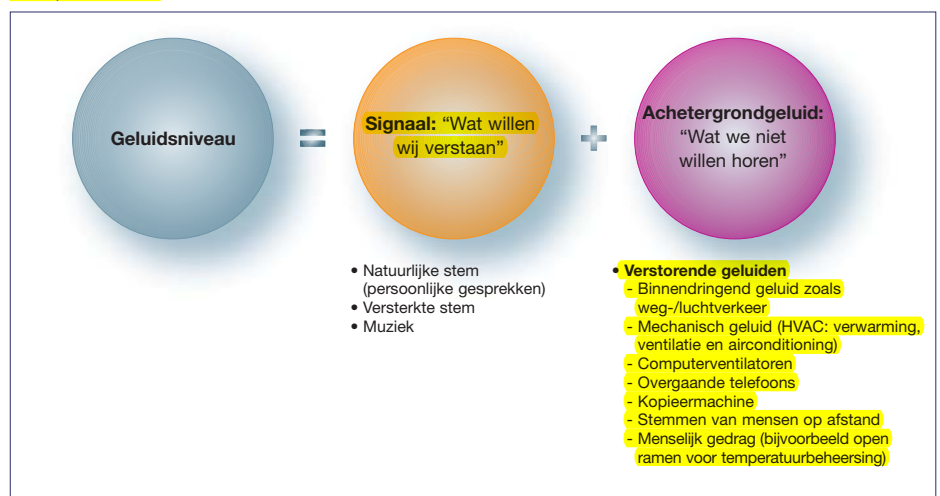 Geluidsniveau
=
Signaal: “Wat willen
wij verstaan”
+
Achetergrondgeluid:
“Wat we niet
willen horen”
• Natuurlijke stem
(persoonlijke gesprekken)
• Versterkte stem
• Muziek
• Verstorende geluiden
- Binnendringend geluid zoals
weg-/luchtverkeer
- Mechanisch geluid (HVAC: verwarming,
ventilatie en airconditioning)
- Computerventilatoren
- Overgaande telefoons
- Kopieermachine
- Stemmen van mensen op afstand
- Menselijk gedrag (bijvoorbeeld open
ramen voor temperatuurbeheersing)